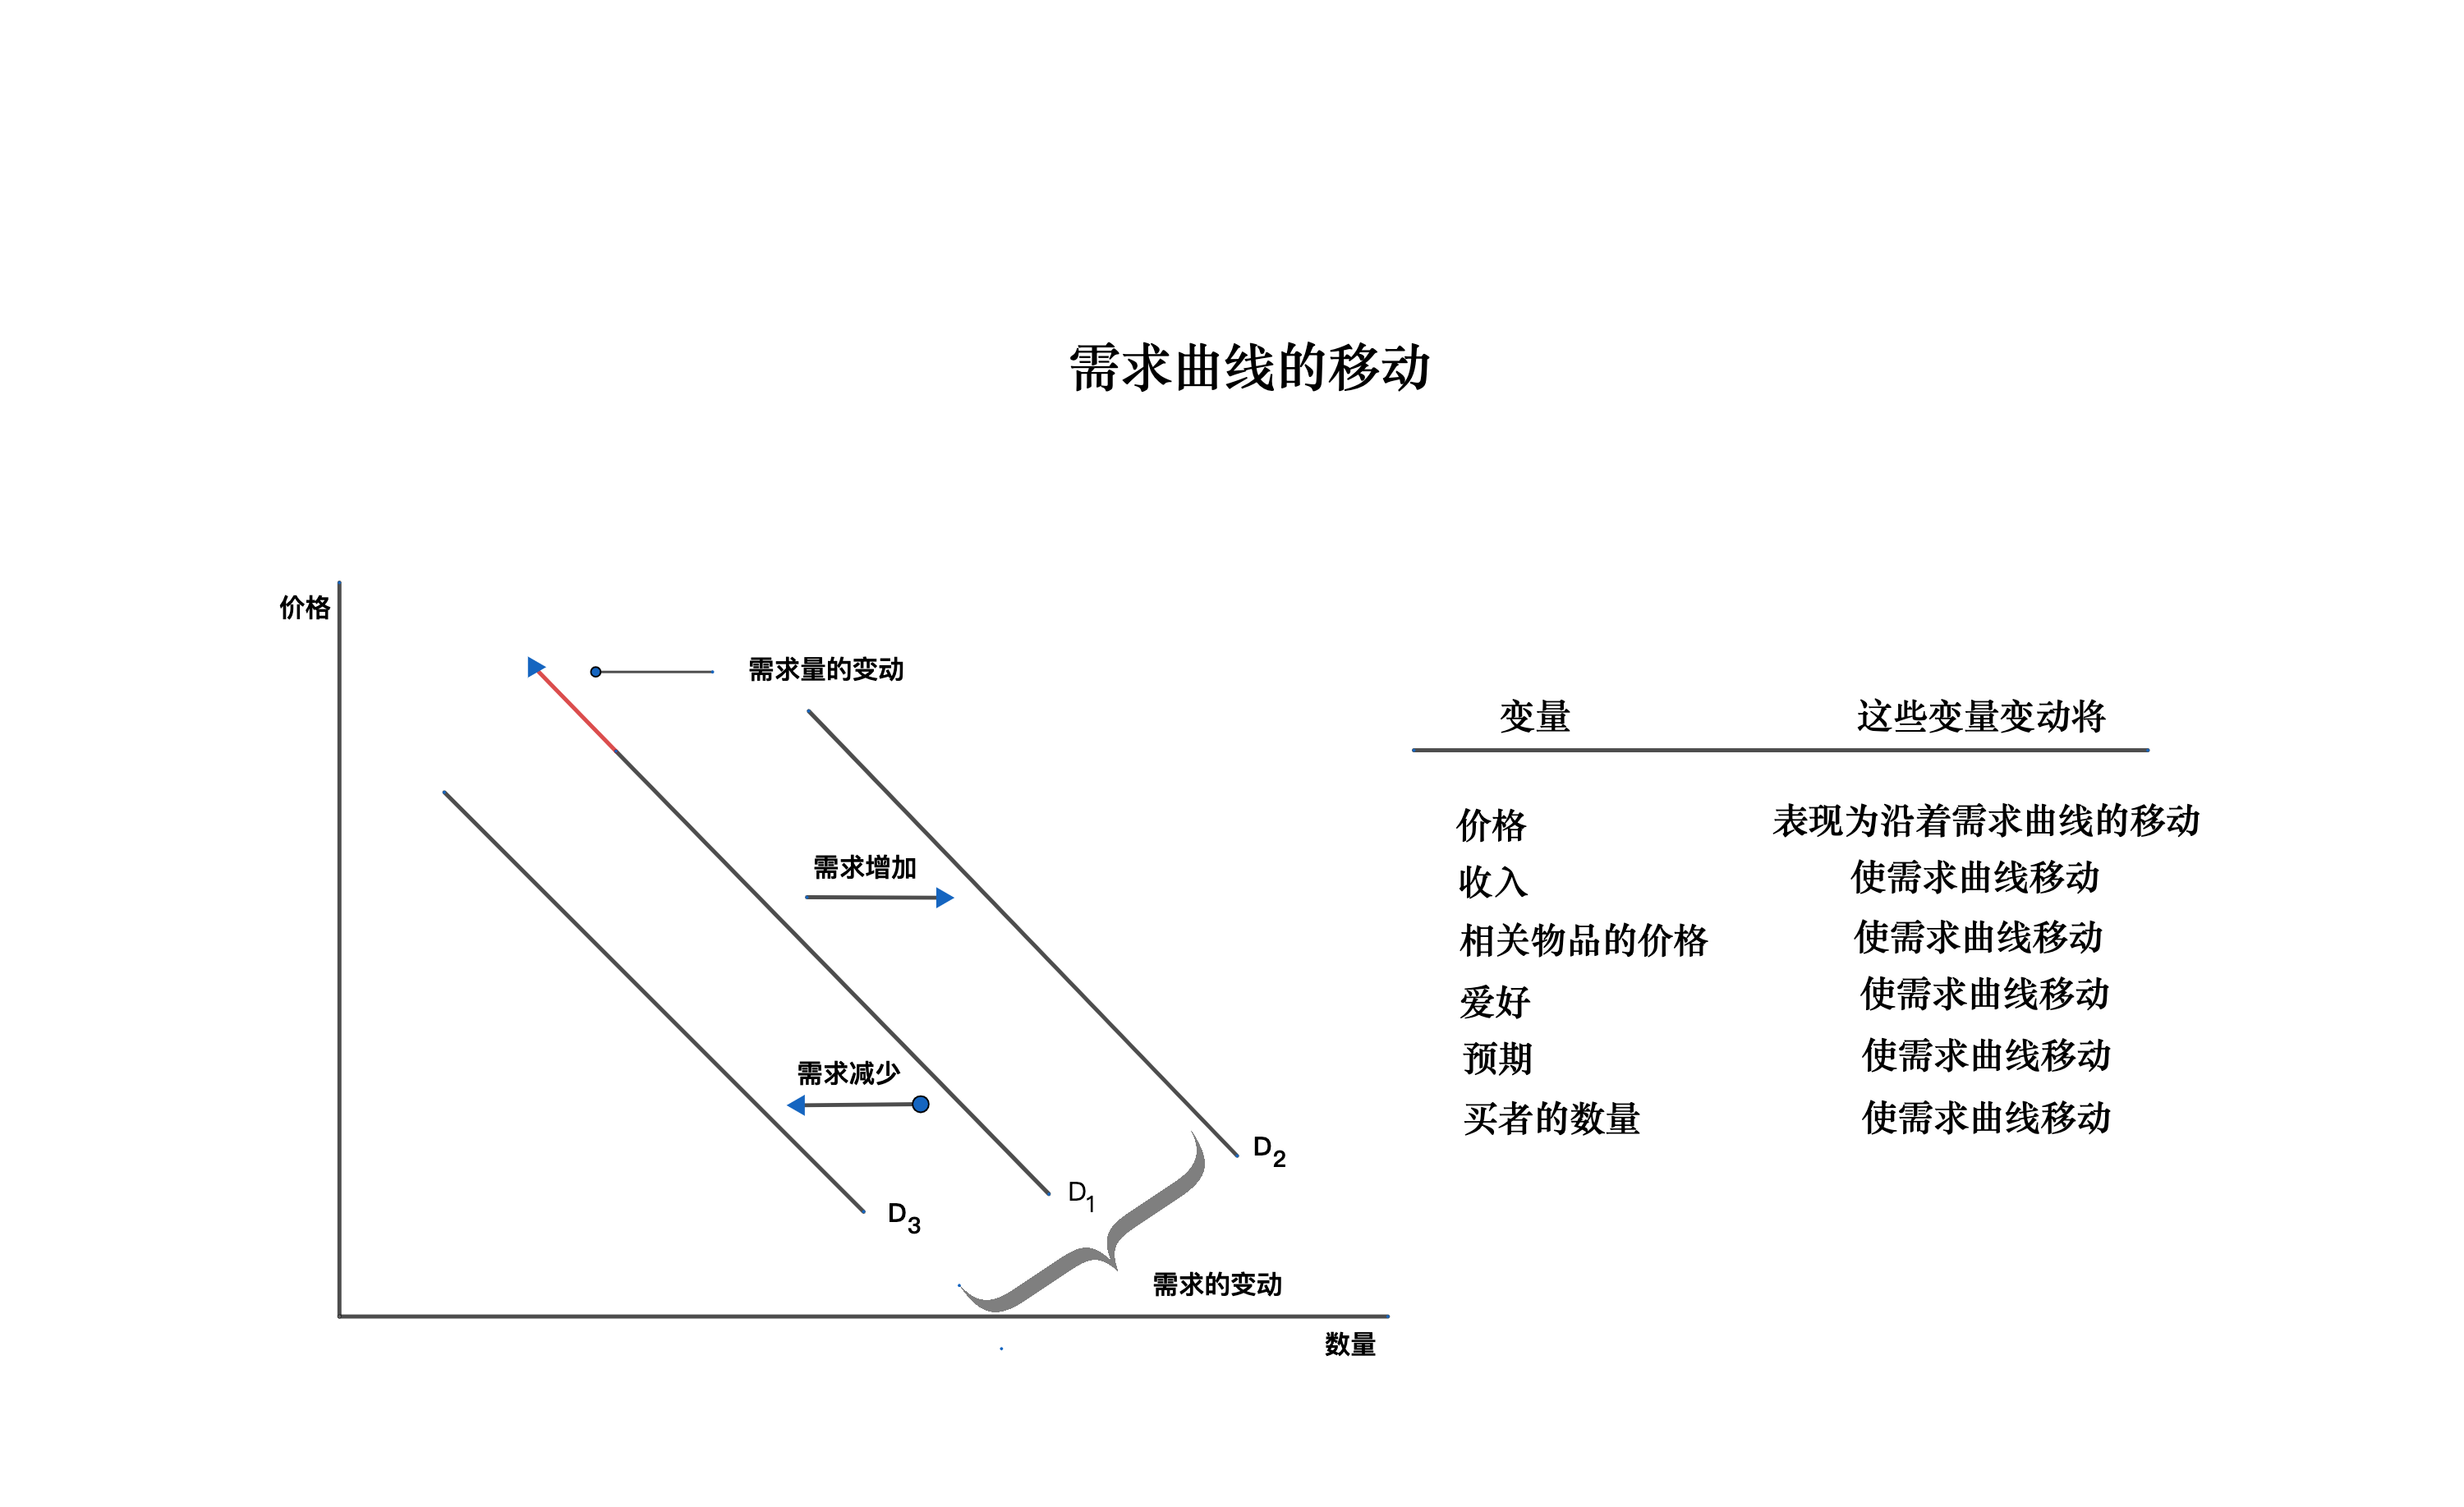 需求曲线的移动
价格
需求量的变动
需求增加
需求减少
D2
D1
D3
需求的变动
数量
变量 这些变量变动将
价格 表现为沿着需求曲线的移动
收入 使需求曲线移动
相关物品的价格 使需求曲线移动
爱好 使需求曲线移动
预期 使需求曲线移动
买者的数量 使需求曲线移动